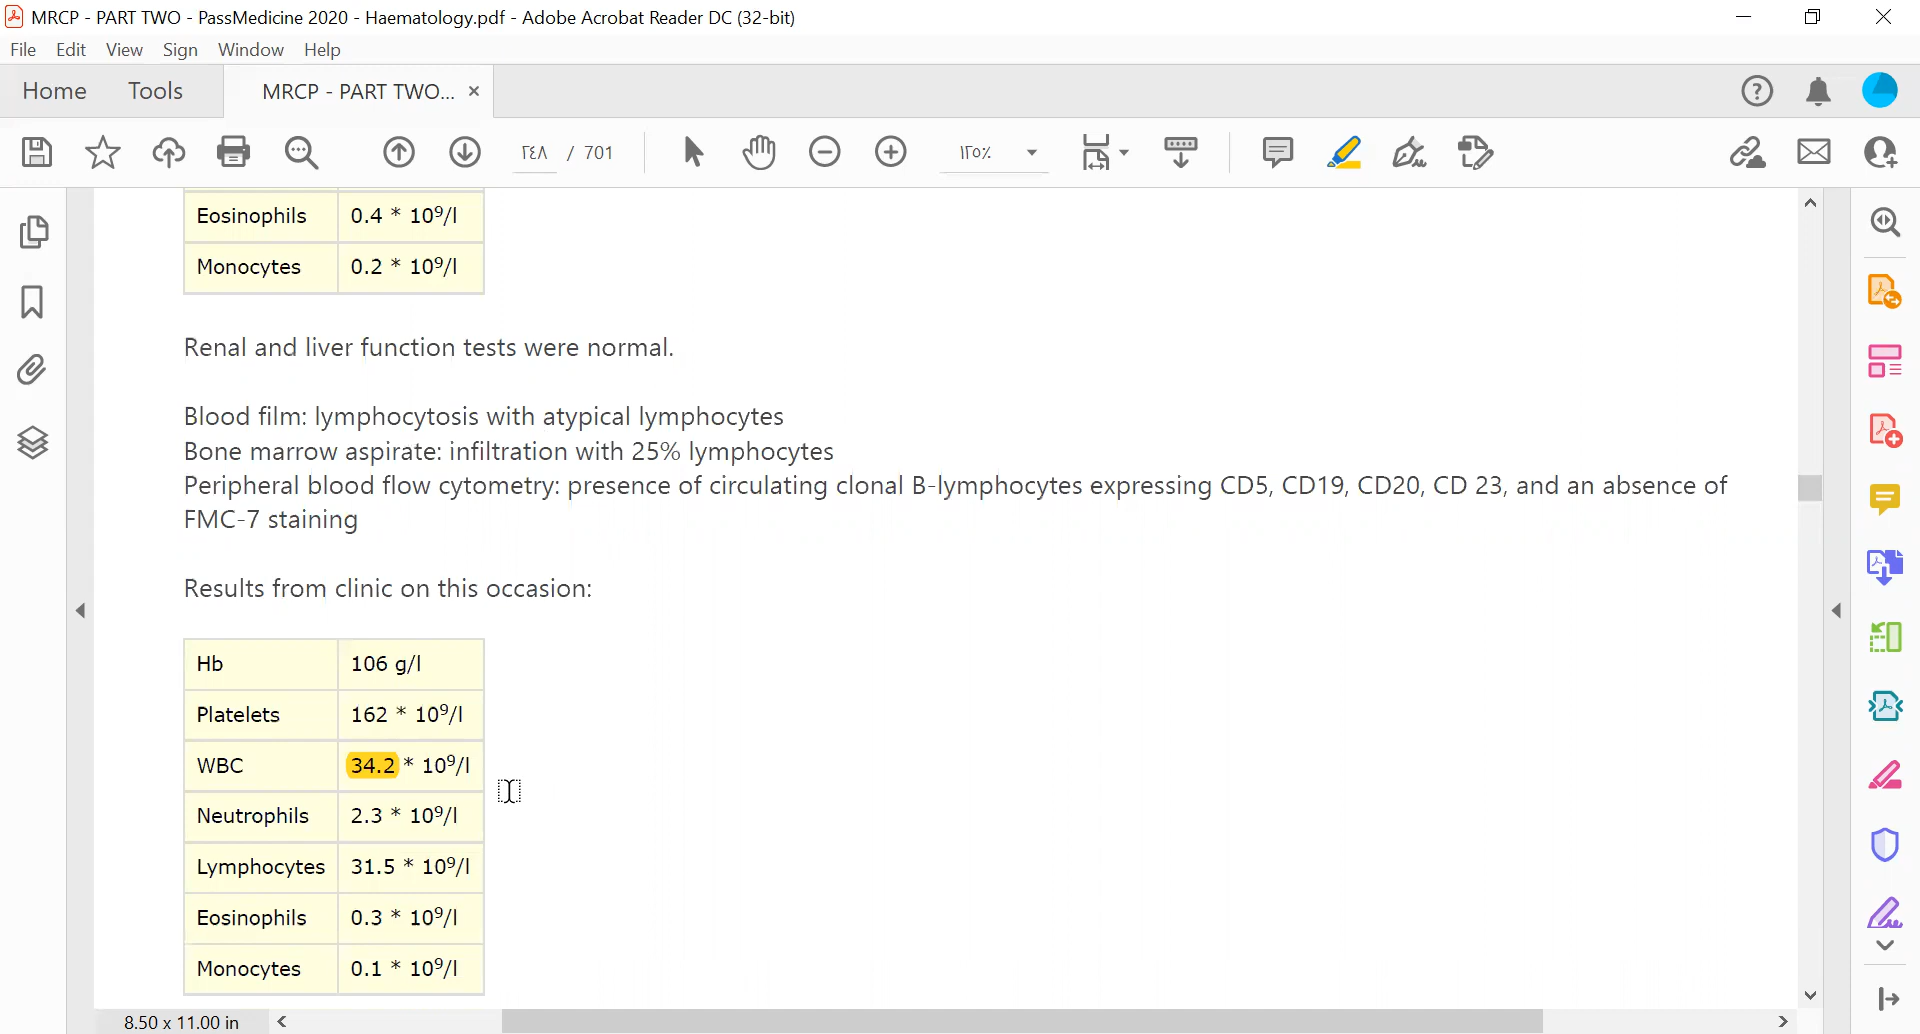 MRCP - PART TWO - PassMedicine 2020 - Haematology.pdf - Adobe Acrobat Reader DC (32-bit)
File Edit View Sign Window Help
Home Tools MRCP - PART TWO... ×
٢٤٨ / 701 ١٢٥٪
Eosinophils 0.4 * 10⁹/l
Monocytes 0.2 * 10⁹/l
Renal and liver function tests were normal.
Blood film: lymphocytosis with atypical lymphocytes
Bone marrow aspirate: infiltration with 25% lymphocytes
Peripheral blood flow cytometry: presence of circulating clonal B-lymphocytes expressing CD5, CD19, CD20, CD 23, and an absence of
FMC-7 staining
Results from clinic on this occasion:
Hb 106 g/l
Platelets 162 * 10⁹/l
WBC 34.2 * 10⁹/l
Neutrophils 2.3 * 10⁹/l
Lymphocytes 31.5 * 10⁹/l
Eosinophils 0.3 * 10⁹/l
Monocytes 0.1 * 10⁹/l
8.50 x 11.00 in